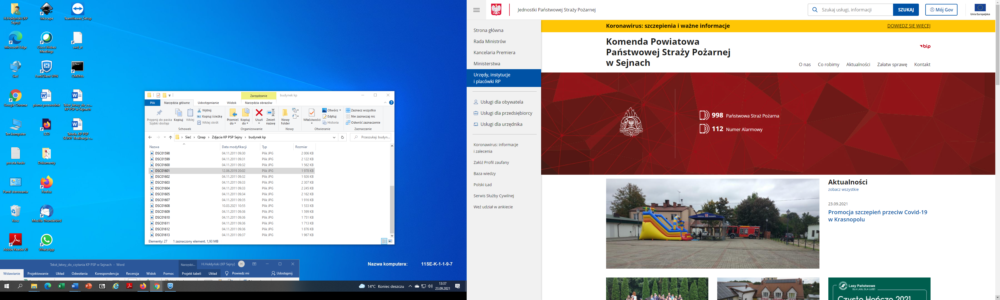 H.Hołdyński (KP Sejny)
Inkscape
TeamViewer_Setup
Microsoft Edge
Cisco Webex Meetings
swd_st
Sieć
FortiClient VPN
CMDfds
Google Chrome
pismo przewodnie
Tekst_łatwy_do_cz... KP PSP w Sejnach
Ten komputer
EZD
Tabela. KP PSP SEJNY Realizacja z...
poczta hasło
Dokumenty
Panel sterowania
Firefox
Kosz
Mozilla Thunderbird
Adobe Reader XI
WhatsApp
Zarządzanie
budynek kp
Plik
Narzędzia główne
Udostępnianie
Widok
Narzędzia obrazów
Przypnij do paska Szybki dostęp
Kopiuj
Wklej
Wytnij
Kopiuj ścieżkę
Wklej skrót
Schowek
Przenieś do
Kopiuj do
Usuń
Zmień nazwę
Organizowanie
Nowy folder
Nowy
Właściwości
Otwórz
Edytuj
Historia
Otwieranie
Zaznacz wszystko
Nie zaznaczaj nic
Odwróć zaznaczenie
Zaznaczanie
Sieć > Qnap > Zdjęcia KP PSP Sejny > budynek kp
Przeszukaj: budyn...
Nazwa Data modyfikacji Typ Rozmiar
DSC01598 04.11.2011 09:30 Plik JPG 2 006 KB
DSC01599 04.11.2011 09:31 Plik JPG 2 122 KB
DSC01600 04.11.2011 09:32 Plik JPG 1 562 KB
DSC01601 12.06.2019 20:02 Plik JPG 1 978 KB
DSC01602 04.11.2011 09:32 Plik JPG 1 926 KB
DSC01603 04.11.2011 09:33 Plik JPG 2 307 KB
DSC01604 04.11.2011 09:33 Plik JPG 2 245 KB
DSC01605 04.11.2011 09:34 Plik JPG 2 162 KB
DSC01607 04.11.2011 09:35 Plik JPG 1 916 KB
DSC01608 10.03.2021 10:55 Plik JPG 1 533 KB
DSC01609 04.11.2011 09:36 Plik JPG 1 599 KB
DSC01610 04.11.2011 09:36 Plik JPG 1 751 KB
DSC01611 04.11.2011 09:36 Plik JPG 1 713 KB
DSC01612 04.11.2011 09:36 Plik JPG 1 876 KB
DSC01613 04.11.2011 09:37 Plik JPG 1 967 KB
Elementy: 27 1 zaznaczony element. 1,93 MB
Tekst_łatwy_do_czytania KP PSP w Sejnach - Word
Narzędzi...
H.Hołdyński (KP Sejny)
H
Wstawianie Projektowanie Układ Odwołania Korespondencja Recenzja Widok Pomoc Projekt tabeli Układ Powiedz mi Udostępnij
Nazwa komputera: 11SE-K-1-1-9-7
14°C Koniec deszczu
13:37
23.09.2021
Jednostki Państwowej Straży Pożarnej
Szukaj usługi, informacji
SZUKAJ
Mój Gov
Unia Europejska
Strona główna
Rada Ministrów
Kancelaria Premiera
Ministerstwa
Urzędy, instytucje
i placówki RP
Usługi dla obywatela
Usługi dla przedsiębiorcy
Usługi dla urzędnika
Koronawirus: informacje
i zalecenia
Załóż Profil zaufany
Baza wiedzy
Polski Ład
Serwis Służby Cywilnej
Weź udział w ankiecie
Koronawirus: szczepienia i ważne informacje
DOWIEDZ SIĘ WIĘCEJ
Komenda Powiatowa
Państwowej Straży Pożarnej
w Sejnach
bip
O nas Co robimy Aktualności Załatw sprawę Kontakt
998 Państwowa Straż Pożarna
112 Numer Alarmowy
Aktualności
zobacz wszystkie
23.09.2021
Promocja szczepień przeciw Covid-19
w Krasnopolu
Lasy Państwowe
DLA LASU, DLA LUDZI
Czysta Hańcza 2021